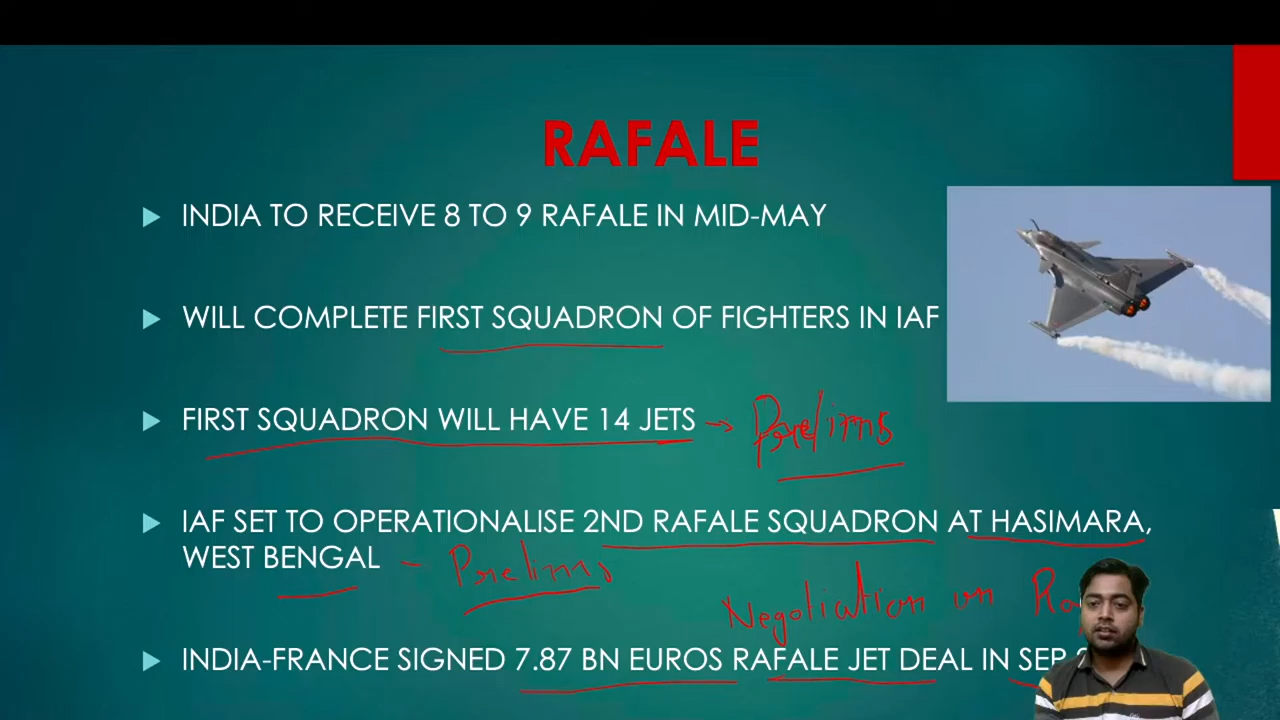 RAFALE
INDIA TO RECEIVE 8 TO 9 RAFALE IN MID-MAY
WILL COMPLETE FIRST SQUADRON OF FIGHTERS IN IAF
FIRST SQUADRON WILL HAVE 14 JETS → Prelims
IAF SET TO OPERATIONALISE 2ND RAFALE SQUADRON AT HASIMARA,
WEST BENGAL - Prelims
Negotiation on
INDIA-FRANCE SIGNED 7.87 BN EUROS RAFALE JET DEAL IN SEP